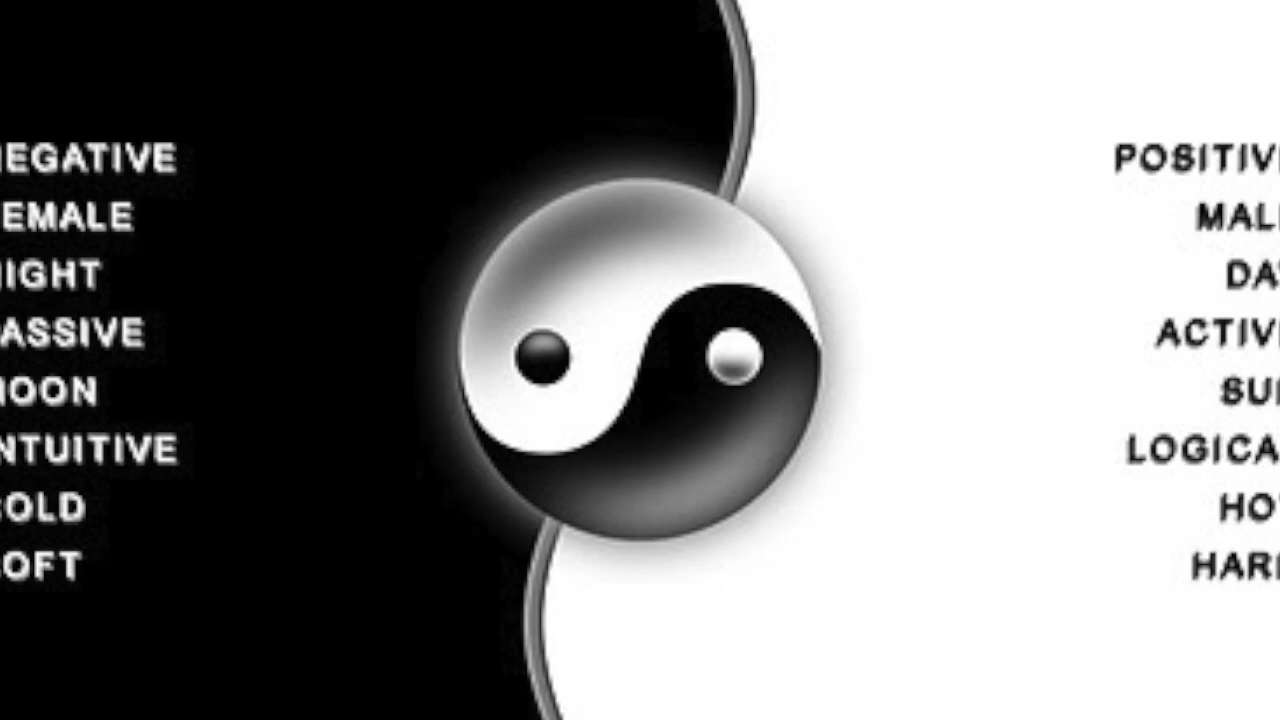 EGATIVE
EMALE
IGHT
ASSIVE
OON
NTUITIVE
OLD
OFT
POSITIV
MAL
DA
ACTIV
SU
LOGICA
HO
HAR